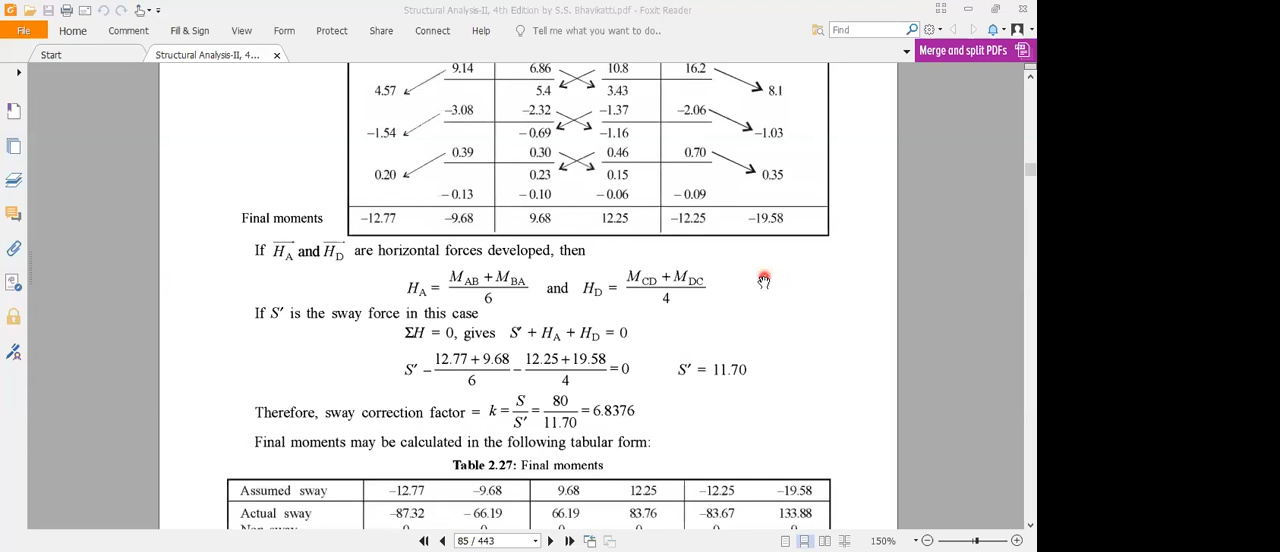 Structural Analysis-II, 4th Edition by S.S. Bhavikatti.pdf - Foxit Reader
File Home Comment Fill & Sign View Form Protect Share Connect Help Tell me what you want to do.. Find
Start Structural Analysis-II, 4... Merge and split PDFs
9.14 6.86 10.8 16.2
4.57 5.4 3.43 8.1
-3.08 -2.32 -1.37 -2.06
-1.54 -0.69 -1.16 -1.03
0.39 0.30 0.46 0.70
0.20 0.23 0.15 0.35
-0.13 -0.10 -0.06 -0.09
Final moments -12.77 -9.68 9.68 12.25 -12.25 -19.58
If H_A and H_D are horizontal forces developed, then
H_A = (M_AB + M_BA)/6 and H_D = (M_CD + M_DC)/4
If S′ is the sway force in this case
ΣH = 0, gives S′ + H_A + H_D = 0
S′ − (12.77 + 9.68)/6 − (12.25 + 19.58)/4 = 0 S′ = 11.70
Therefore, sway correction factor = k = S/S′ = 80/11.70 = 6.8376
Final moments may be calculated in the following tabular form:
Table 2.27: Final moments
Assumed sway -12.77 -9.68 9.68 12.25 -12.25 -19.58
Actual sway -87.32 -66.19 66.19 83.76 -83.67 133.88
85 / 443 150%